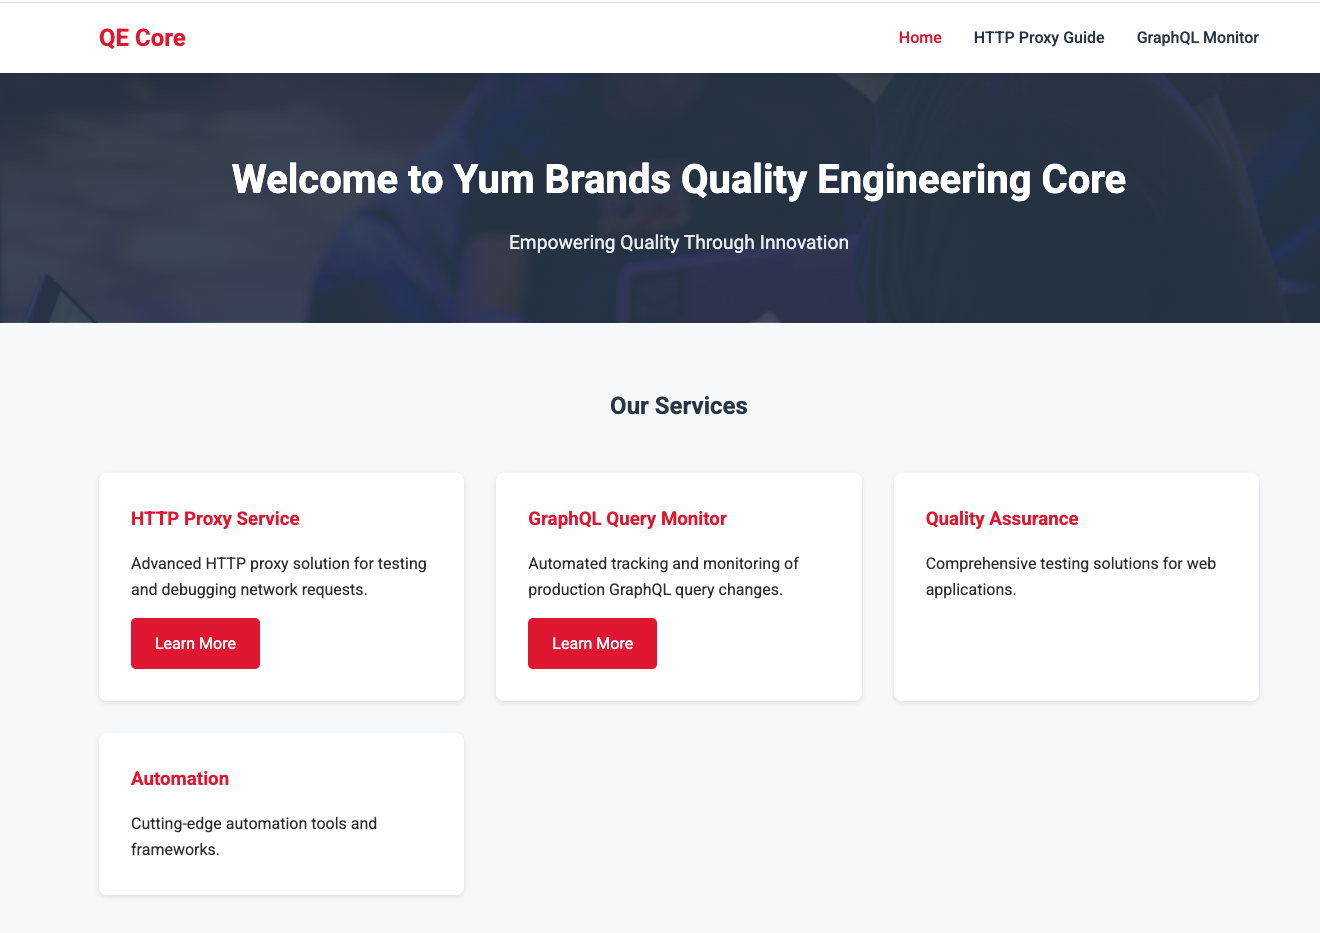 QE Core
Home
HTTP Proxy Guide
GraphQL Monitor
Welcome to Yum Brands Quality Engineering Core
Empowering Quality Through Innovation
Our Services
HTTP Proxy Service
Advanced HTTP proxy solution for testing
and debugging network requests.
Learn More
GraphQL Query Monitor
Automated tracking and monitoring of
production GraphQL query changes.
Learn More
Quality Assurance
Comprehensive testing solutions for web
applications.
Automation
Cutting-edge automation tools and
frameworks.